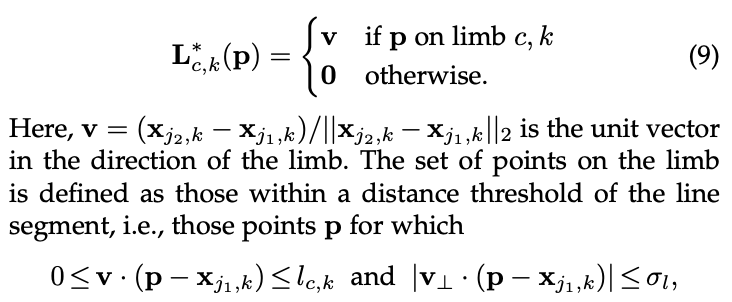 L*_{c,k}(p) = { v if p on limb c, k
0 otherwise. (9)
Here, v = (x_{j_2,k} − x_{j_1,k})/||x_{j_2,k} − x_{j_1,k}||_2 is the unit vector
in the direction of the limb. The set of points on the limb
is defined as those within a distance threshold of the line
segment, i.e., those points p for which
0 ≤ v · (p − x_{j_1,k}) ≤ l_{c,k} and |v_⊥ · (p − x_{j_1,k})| ≤ σ_l,